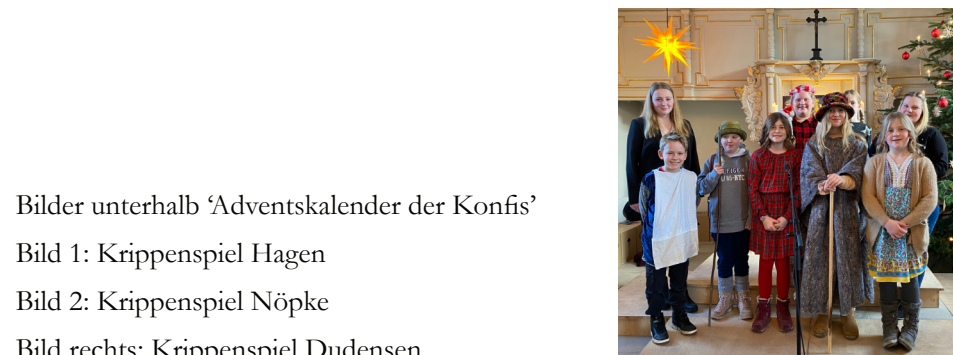 Bilder unterhalb ‘Adventskalender der Konfis’
Bild 1: Krippenspiel Hagen
Bild 2: Krippenspiel Nöpke
Bild rechts: Krippenspiel Dudensen